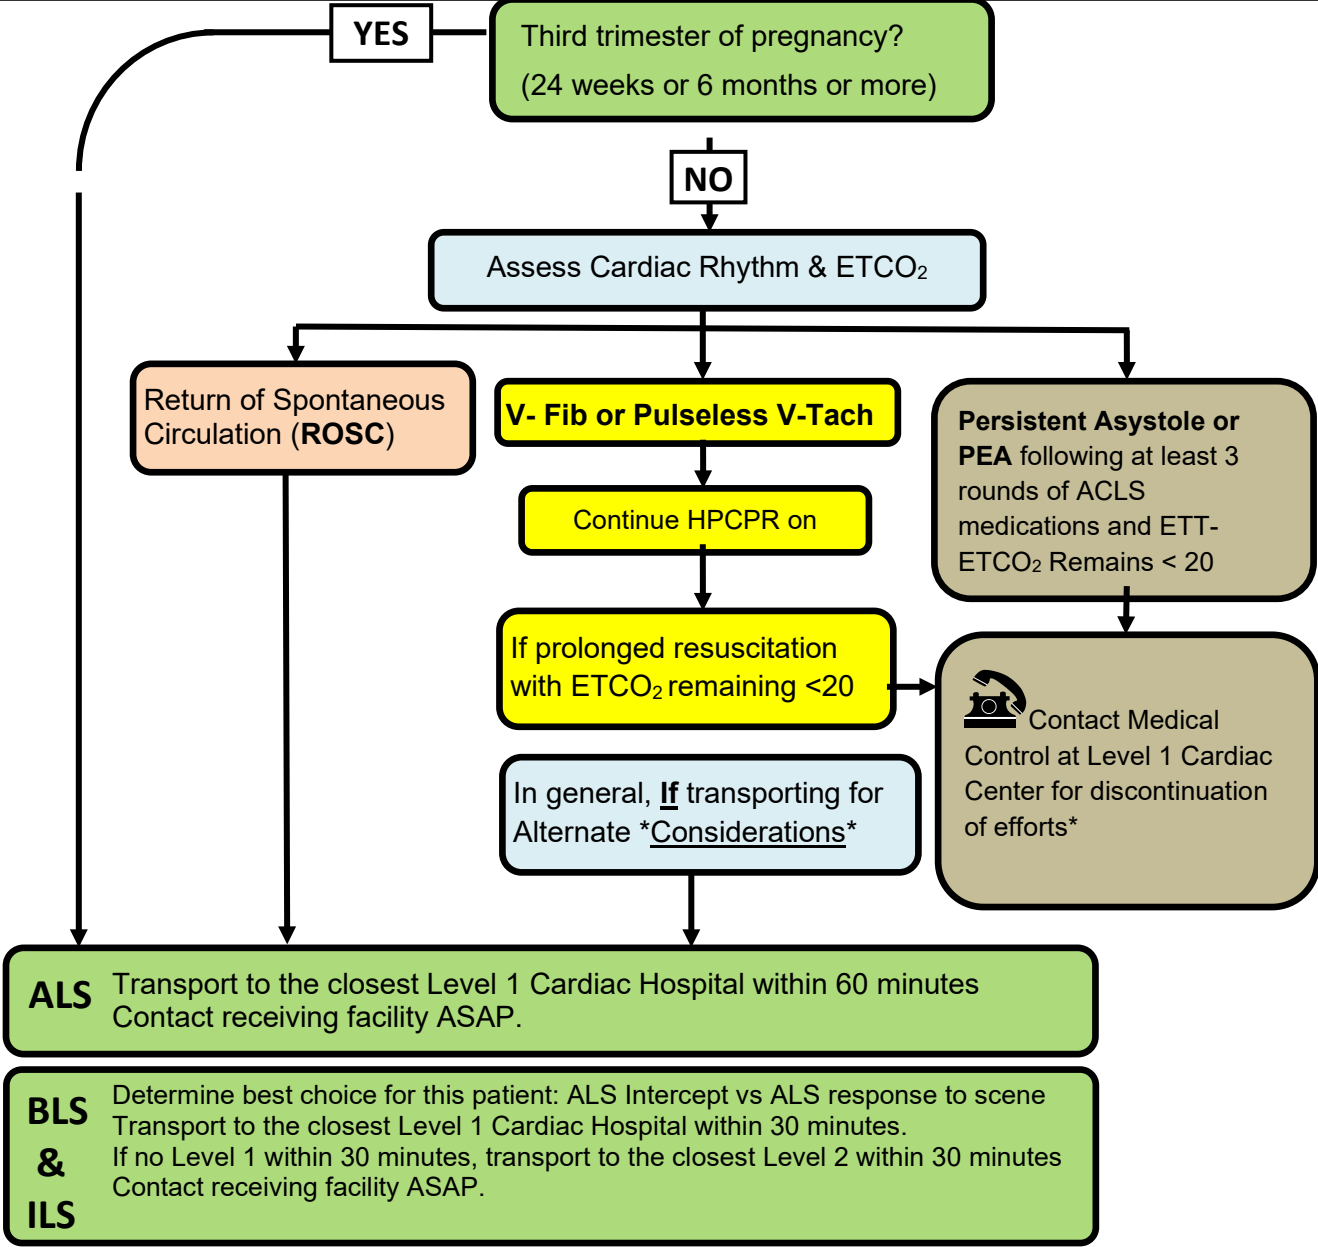 YES
Third trimester of pregnancy?
(24 weeks or 6 months or more)
NO
Assess Cardiac Rhythm & ETCO₂
Return of Spontaneous
Circulation (ROSC)
V- Fib or Pulseless V-Tach
Continue HPCPR on
If prolonged resuscitation
with ETCO₂ remaining <20
Persistent Asystole or
PEA following at least 3
rounds of ACLS
medications and ETT-
ETCO₂ Remains < 20
Contact Medical
Control at Level 1 Cardiac
Center for discontinuation
of efforts*
In general, If transporting for
Alternate *Considerations*
ALS
Transport to the closest Level 1 Cardiac Hospital within 60 minutes
Contact receiving facility ASAP.
BLS
&
ILS
Determine best choice for this patient: ALS Intercept vs ALS response to scene
Transport to the closest Level 1 Cardiac Hospital within 30 minutes.
If no Level 1 within 30 minutes, transport to the closest Level 2 within 30 minutes
Contact receiving facility ASAP.